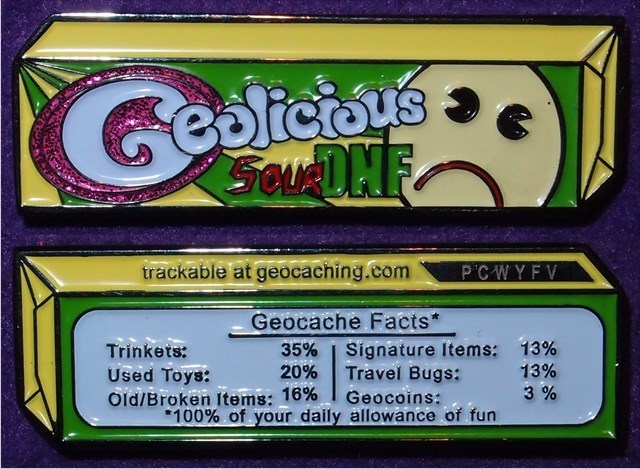 Geolicious
Sour DNF
trackable at geocaching.com PCWYFV
Geocache Facts*
Trinkets: 35% Signature Items: 13%
Used Toys: 20% Travel Bugs: 13%
Old/Broken Items: 16% Geocoins: 3 %
*100% of your daily allowance of fun